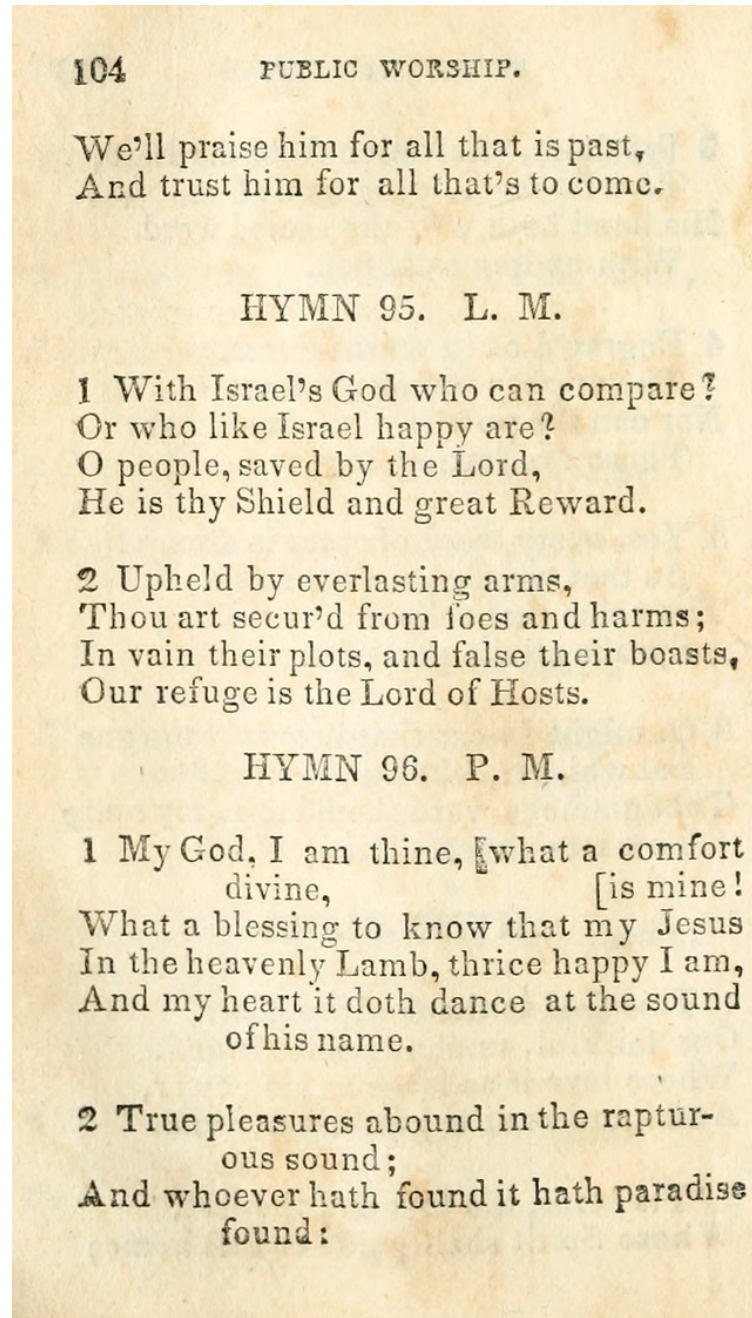 104 PUBLIC WORSHIP.
We'll praise him for all that is past,
And trust him for all that's to come.
HYMN 95. L. M.
1 With Israel's God who can compare?
Or who like Israel happy are?
O people, saved by the Lord,
He is thy Shield and great Reward.
2 Upheld by everlasting arms,
Thou art secur'd from foes and harms;
In vain their plots, and false their boasts,
Our refuge is the Lord of Hosts.
HYMN 96. P. M.
1 My God, I am thine, [what a comfort
divine, [is mine!
What a blessing to know that my Jesus
In the heavenly Lamb, thrice happy I am,
And my heart it doth dance at the sound
of his name.
2 True pleasures abound in the raptur-
ous sound;
And whoever hath found it hath paradise
found: